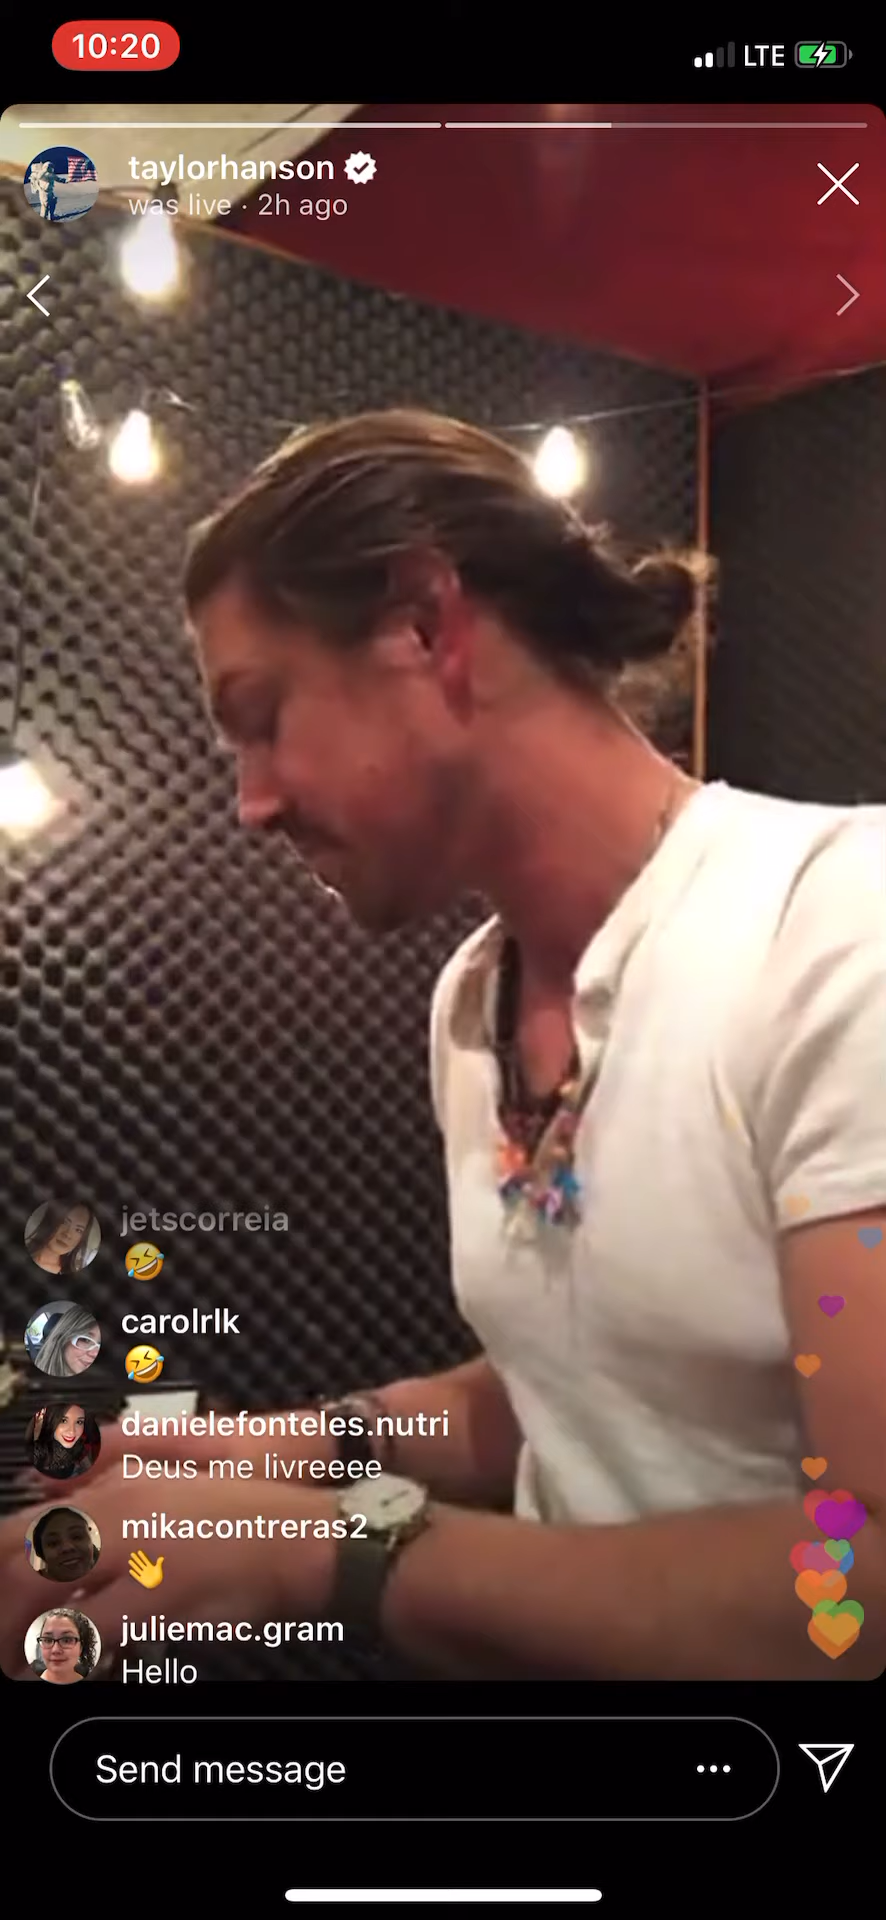 10:20
LTE
taylorhanson
was live · 2h ago
jetscorreia
🤣
carolrlk
🤣
danielefonteles.nutri
Deus me livreeee
mikacontreras2
👋
juliemac.gram
Hello
Send message